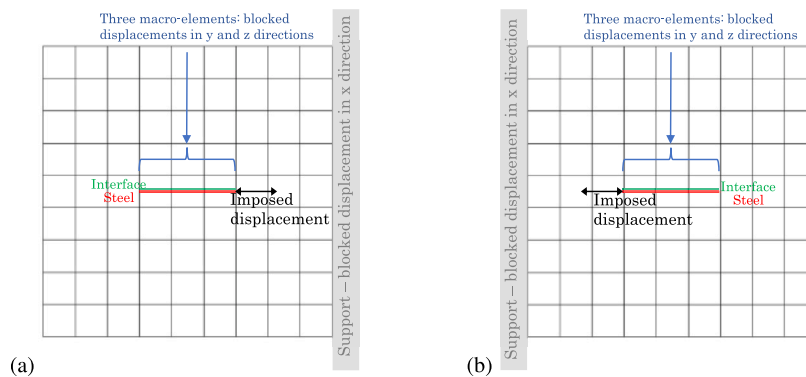 Three macro-elements: blocked
displacements in y and z directions
Interface
Steel
Imposed
displacement
Support – blocked displacement in x direction
(a)
Support – blocked displacement in x direction
Three macro-elements: blocked
displacements in y and z directions
Interface
Steel
Imposed
displacement
(b)